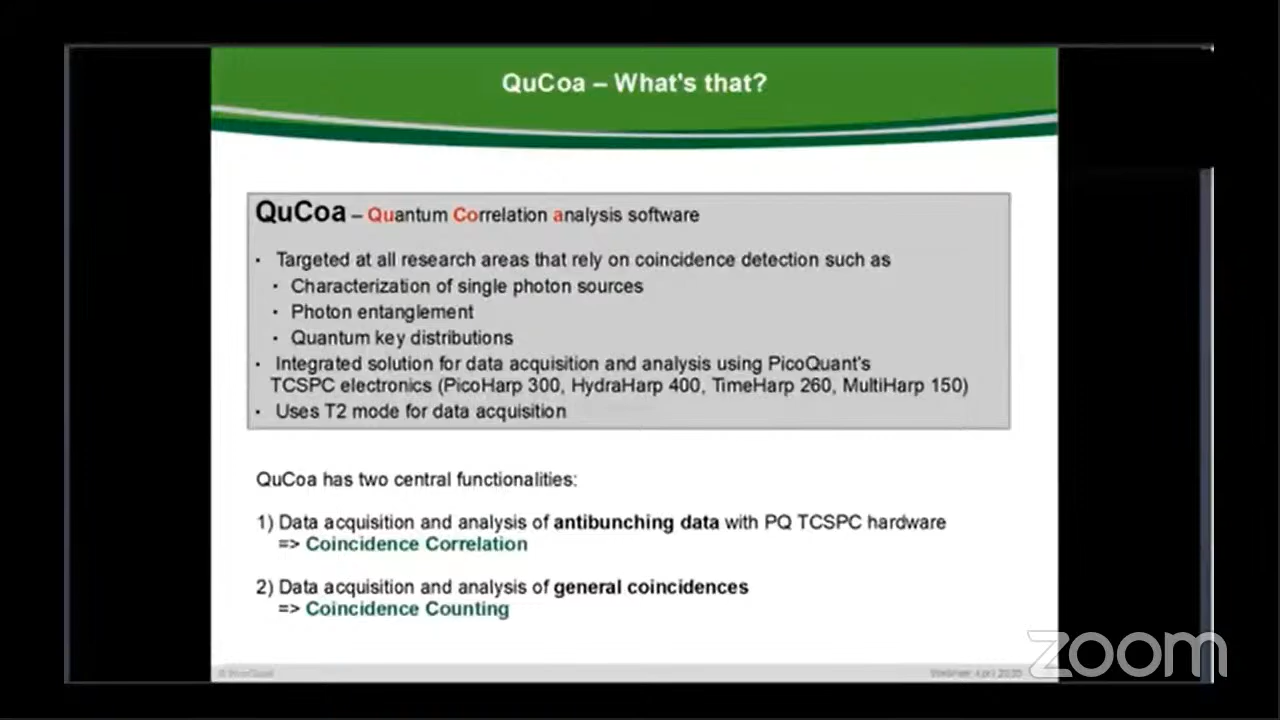 QuCoa – What's that?
QuCoa – Quantum Correlation analysis software
· Targeted at all research areas that rely on coincidence detection such as
· Characterization of single photon sources
· Photon entanglement
· Quantum key distributions
· Integrated solution for data acquisition and analysis using PicoQuant's
TCSPC electronics (PicoHarp 300, HydraHarp 400, TimeHarp 260, MultiHarp 150)
· Uses T2 mode for data acquisition
QuCoa has two central functionalities:
1) Data acquisition and analysis of antibunching data with PQ TCSPC hardware
=> Coincidence Correlation
2) Data acquisition and analysis of general coincidences
=> Coincidence Counting
© PicoQuant
Webinar April 2020
zoom